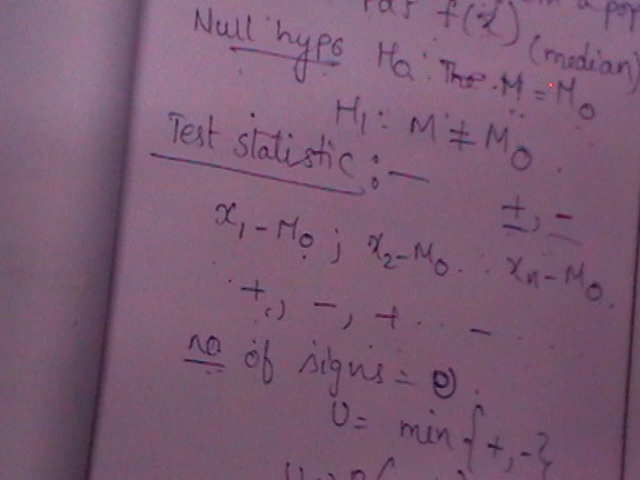 f(x)
Null hypo H0: The M = M0 (median)
H1: M ≠ M0
Test statistic :—
+, -
x1-M0 ; x2-M0 . . . xn-M0.
+, -, + . . - . . .
no of signs = U.
U = min {+,-}